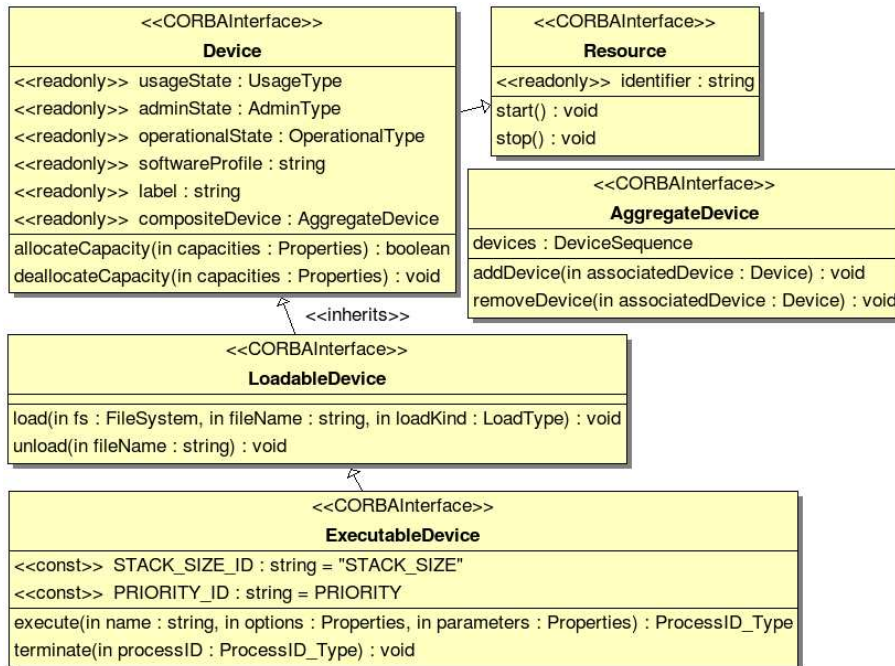 <<CORBAInterface>>
Device
<<readonly>> usageState : UsageType
<<readonly>> adminState : AdminType
<<readonly>> operationalState : OperationalType
<<readonly>> softwareProfile : string
<<readonly>> label : string
<<readonly>> compositeDevice : AggregateDevice
allocateCapacity(in capacities : Properties) : boolean
deallocateCapacity(in capacities : Properties) : void
<<CORBAInterface>>
Resource
<<readonly>> identifier : string
start() : void
stop() : void
<<CORBAInterface>>
AggregateDevice
devices : DeviceSequence
addDevice(in associatedDevice : Device) : void
removeDevice(in associatedDevice : Device) : void
<<inherits>>
<<CORBAInterface>>
LoadableDevice
load(in fs : FileSystem, in fileName : string, in loadKind : LoadType) : void
unload(in fileName : string) : void
<<CORBAInterface>>
ExecutableDevice
<<const>> STACK_SIZE_ID : string = "STACK_SIZE"
<<const>> PRIORITY_ID : string = PRIORITY
execute(in name : string, in options : Properties, in parameters : Properties) : ProcessID_Type
terminate(in processID : ProcessID_Type) : void